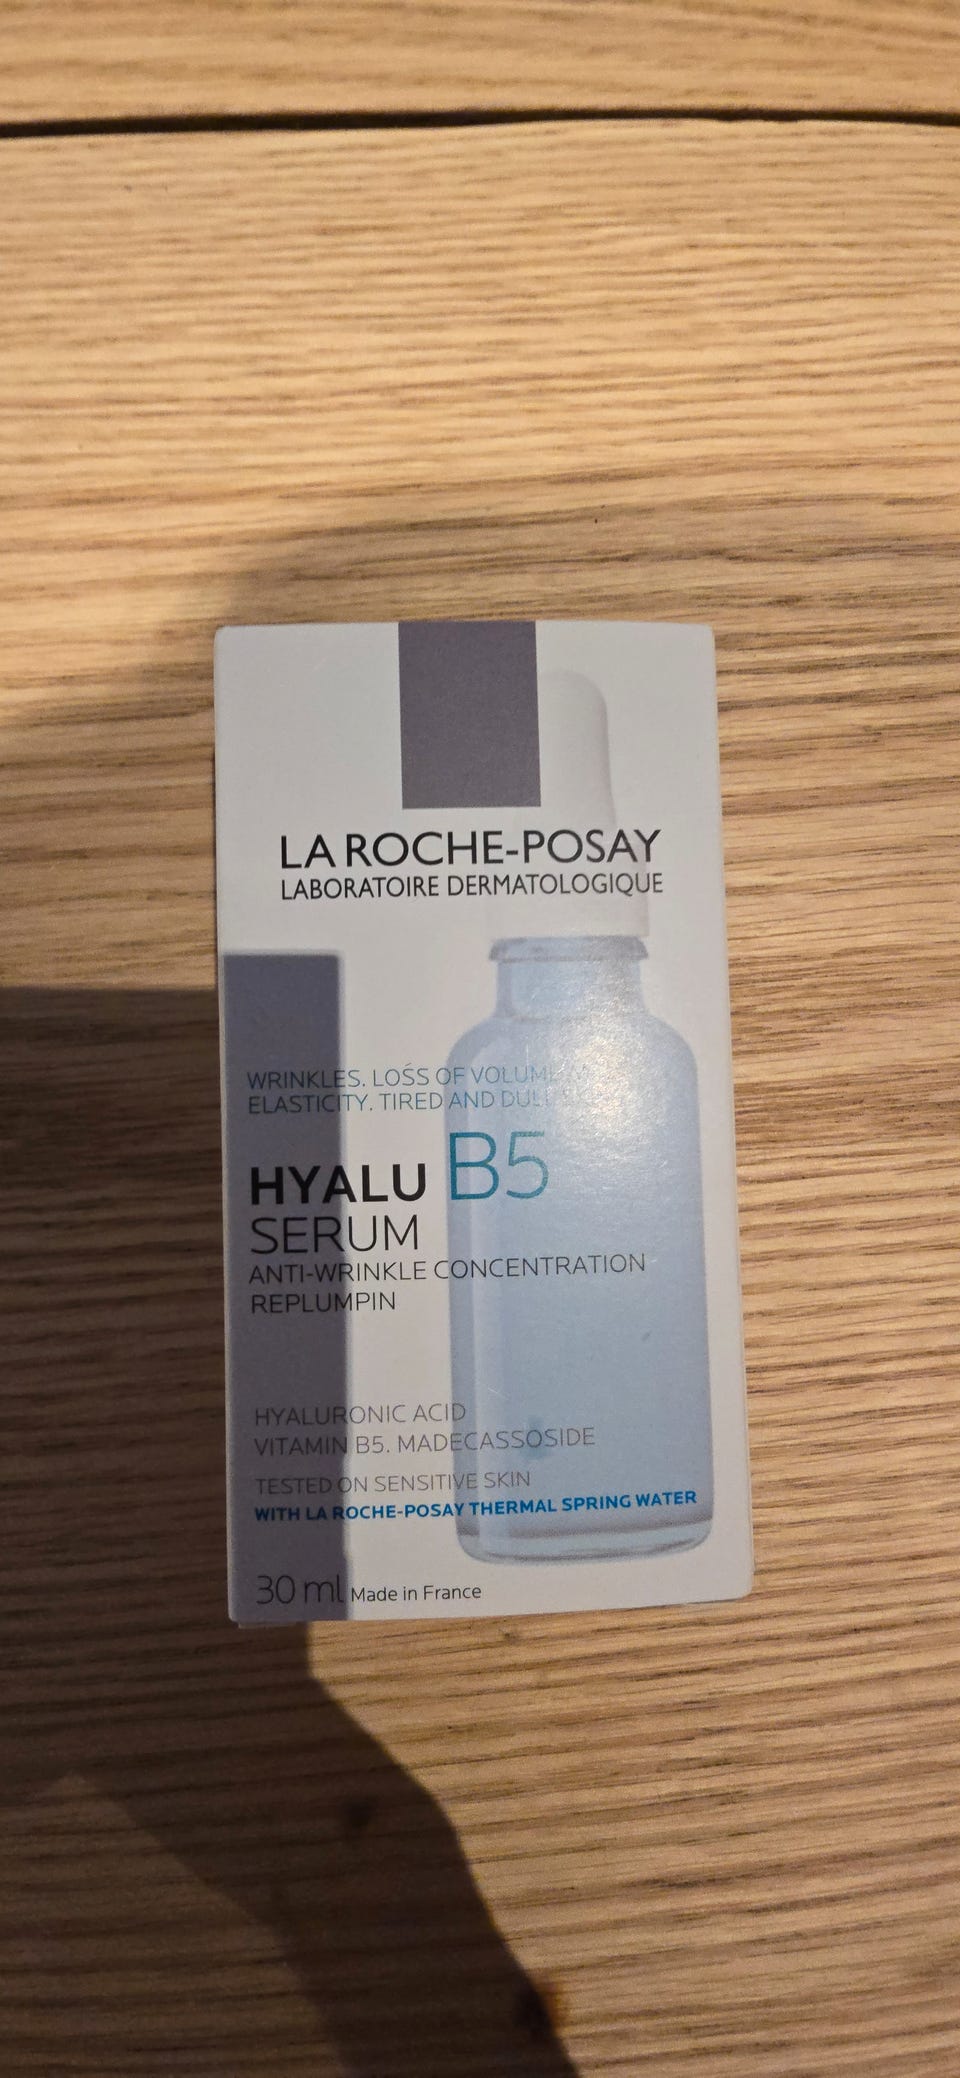 LA ROCHE-POSAY
LABORATOIRE DERMATOLOGIQUE
WRINKLES. LOSS OF VOLUME
ELASTICITY. TIRED AND DULL
HYALU B5
SERUM
ANTI-WRINKLE CONCENTRATION
REPLUMPIN
HYALURONIC ACID
VITAMIN B5. MADECASSOSIDE
TESTED ON SENSITIVE SKIN
WITH LA ROCHE-POSAY THERMAL SPRING WATER
30 ml Made in France